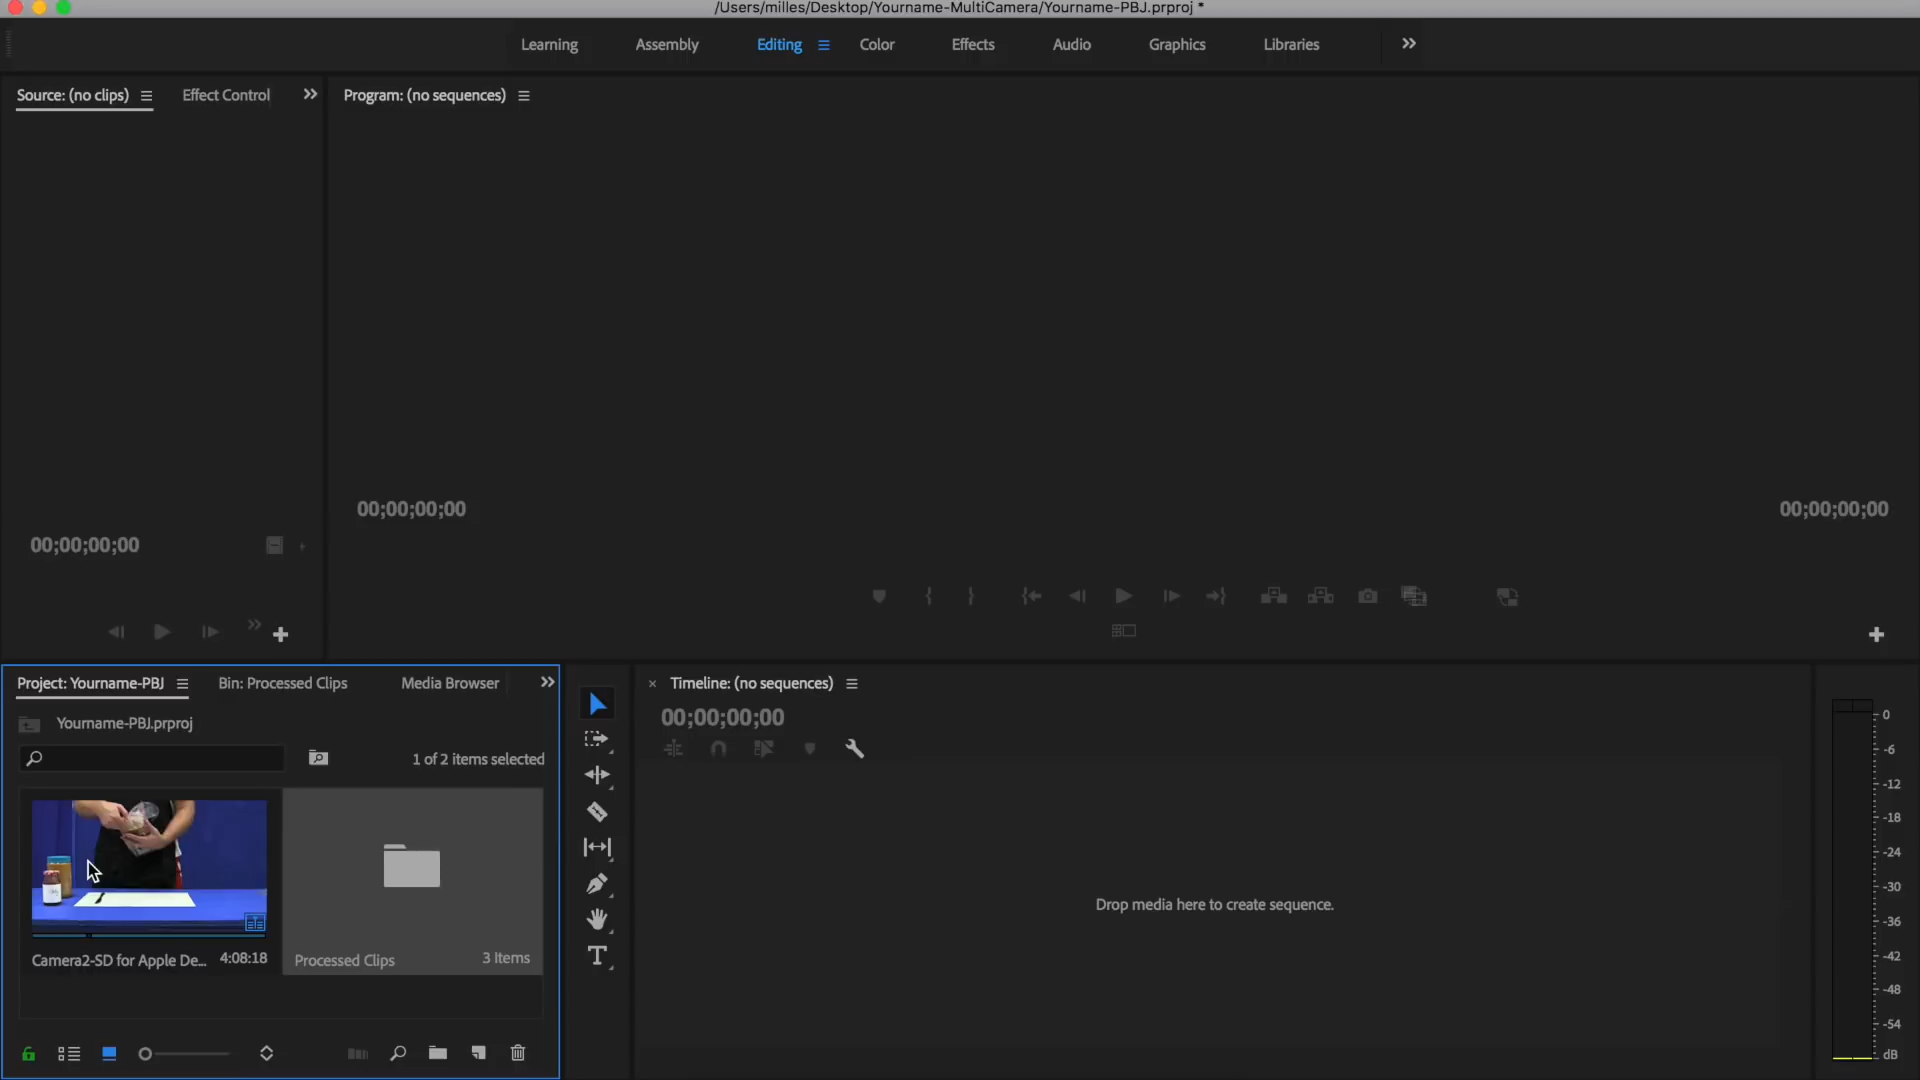 /Users/milles/Desktop/Yourname-MultiCamera/Yourname-PBJ.prproj *
Learning Assembly Editing Color Effects Audio Graphics Libraries
Source: (no clips) Effect Control Program: (no sequences)
00;00;00;00 00;00;00;00
00;00;00;00
Project: Yourname-PBJ Bin: Processed Clips Media Browser
Yourname-PBJ.prproj
1 of 2 items selected
Camera2-SD for Apple De... 4:08:18
Processed Clips 3 Items
Timeline: (no sequences)
00;00;00;00
Drop media here to create sequence.
0
-6
-12
-18
-24
-30
-36
-42
-48
-54
dB